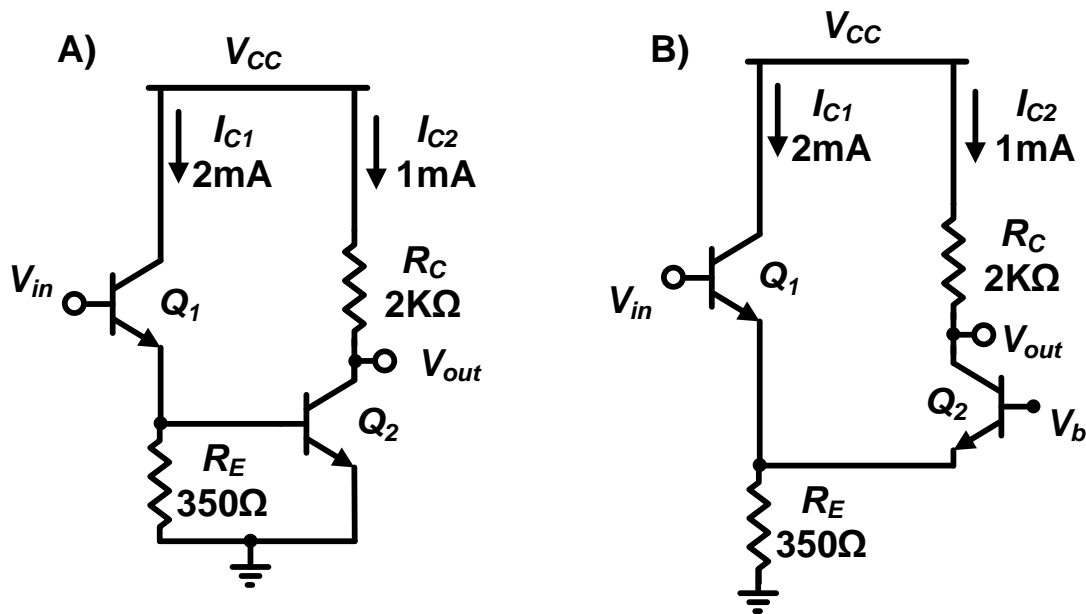 A)
V_CC
I_C1
2mA
I_C2
1mA
R_C
2KΩ
V_in
Q_1
V_out
Q_2
R_E
350Ω
B)
V_CC
I_C1
2mA
I_C2
1mA
R_C
2KΩ
V_in
Q_1
V_out
Q_2
V_b
R_E
350Ω